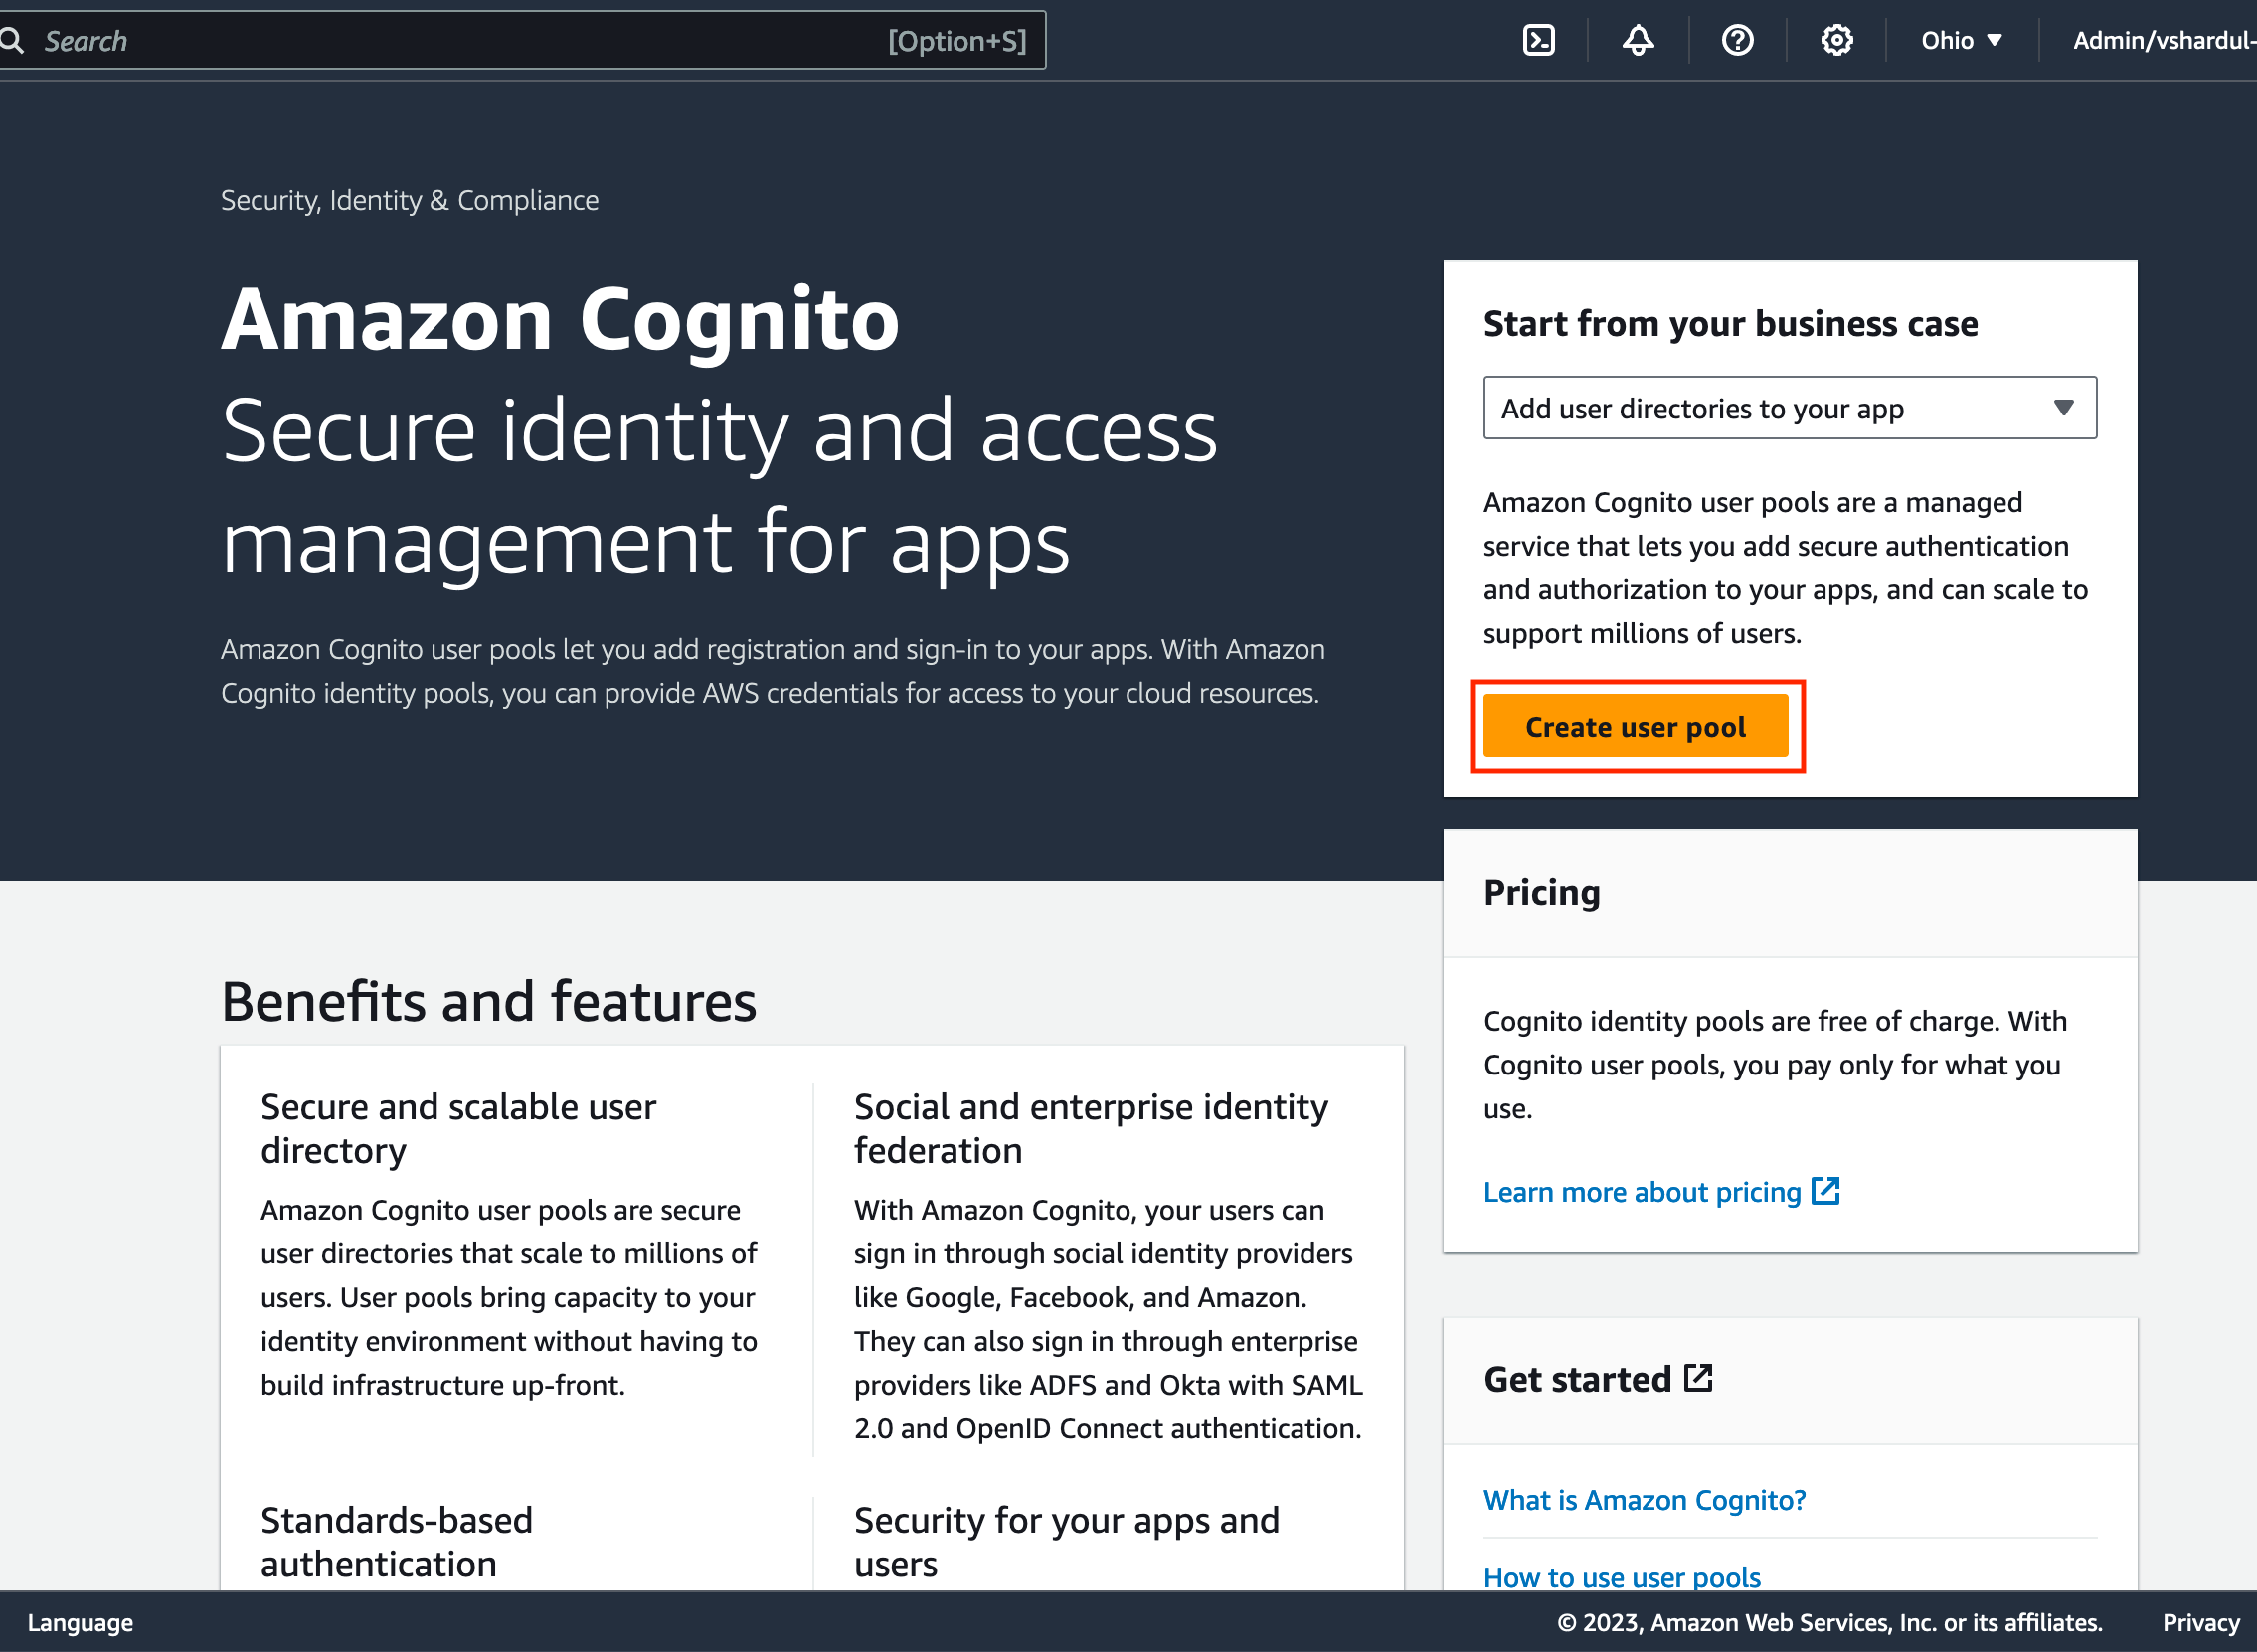 Search [Option+S] Ohio Admin/vshardul-
Security, Identity & Compliance
Amazon Cognito
Secure identity and access
management for apps
Amazon Cognito user pools let you add registration and sign-in to your apps. With Amazon
Cognito identity pools, you can provide AWS credentials for access to your cloud resources.
Start from your business case
Add user directories to your app
Amazon Cognito user pools are a managed
service that lets you add secure authentication
and authorization to your apps, and can scale to
support millions of users.
Create user pool
Pricing
Cognito identity pools are free of charge. With
Cognito user pools, you pay only for what you
use.
Learn more about pricing
Get started
What is Amazon Cognito?
How to use user pools
Benefits and features
Secure and scalable user
directory
Amazon Cognito user pools are secure
user directories that scale to millions of
users. User pools bring capacity to your
identity environment without having to
build infrastructure up-front.
Social and enterprise identity
federation
With Amazon Cognito, your users can
sign in through social identity providers
like Google, Facebook, and Amazon.
They can also sign in through enterprise
providers like ADFS and Okta with SAML
2.0 and OpenID Connect authentication.
Standards-based
authentication
Security for your apps and
users
Language © 2023, Amazon Web Services, Inc. or its affiliates. Privacy